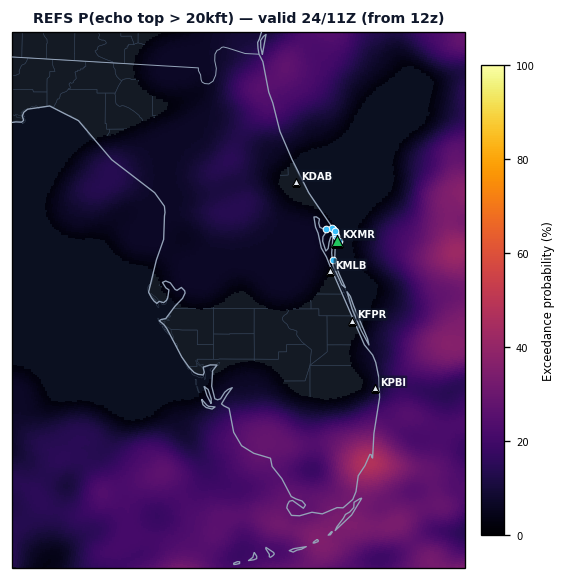 REFS P(echo top > 20kft) — valid 24/11Z (from 12z)
KDAB
KXMR
KMLB
KFPR
KPBI
100
80
60
40
20
0
Exceedance probability (%)